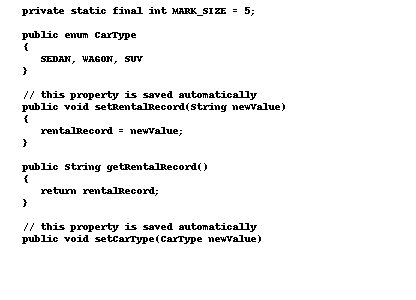 private static final int MARK_SIZE = 5;
public enum CarType
{
SEDAN, WAGON, SUV
}
// this property is saved automatically
public void setRentalRecord(String newValue)
{
rentalRecord = newValue;
}
public String getRentalRecord()
{
return rentalRecord;
}
// this property is saved automatically
public void setCarType(CarType newValue)